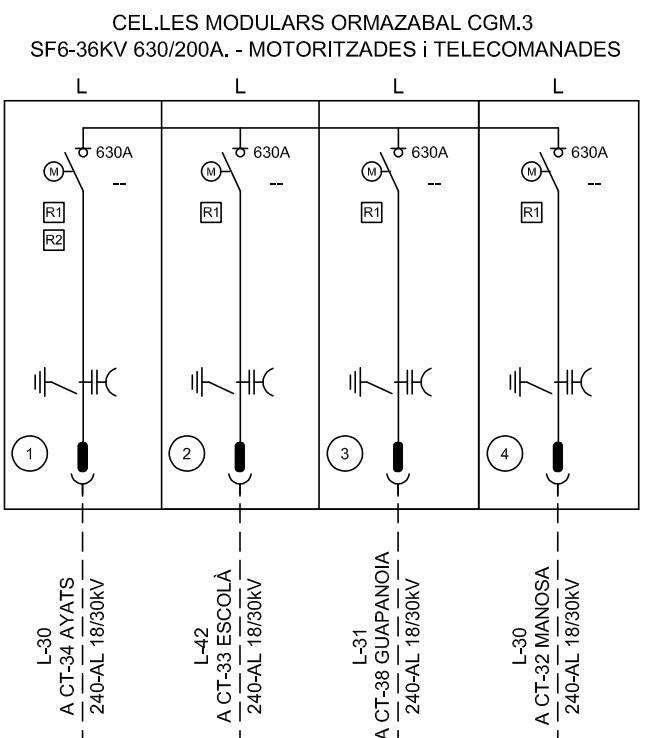 CEL.LES MODULARS ORMAZABAL CGM.3
SF6-36KV 630/200A. - MOTORITZADES i TELECOMANADES
L
L
L
L
630A
630A
630A
630A
M
M
M
M
--
--
--
--
R1
R1
R1
R1
R2
1
2
3
4
L-30
A CT-34 AYATS
240-AL 18/30kV
L-42
A CT-33 ESCOLÀ
240-AL 18/30kV
L-31
A CT-38 GUAPANOIA
240-AL 18/30kV
L-30
A CT-32 MANOSA
240-AL 18/30kV